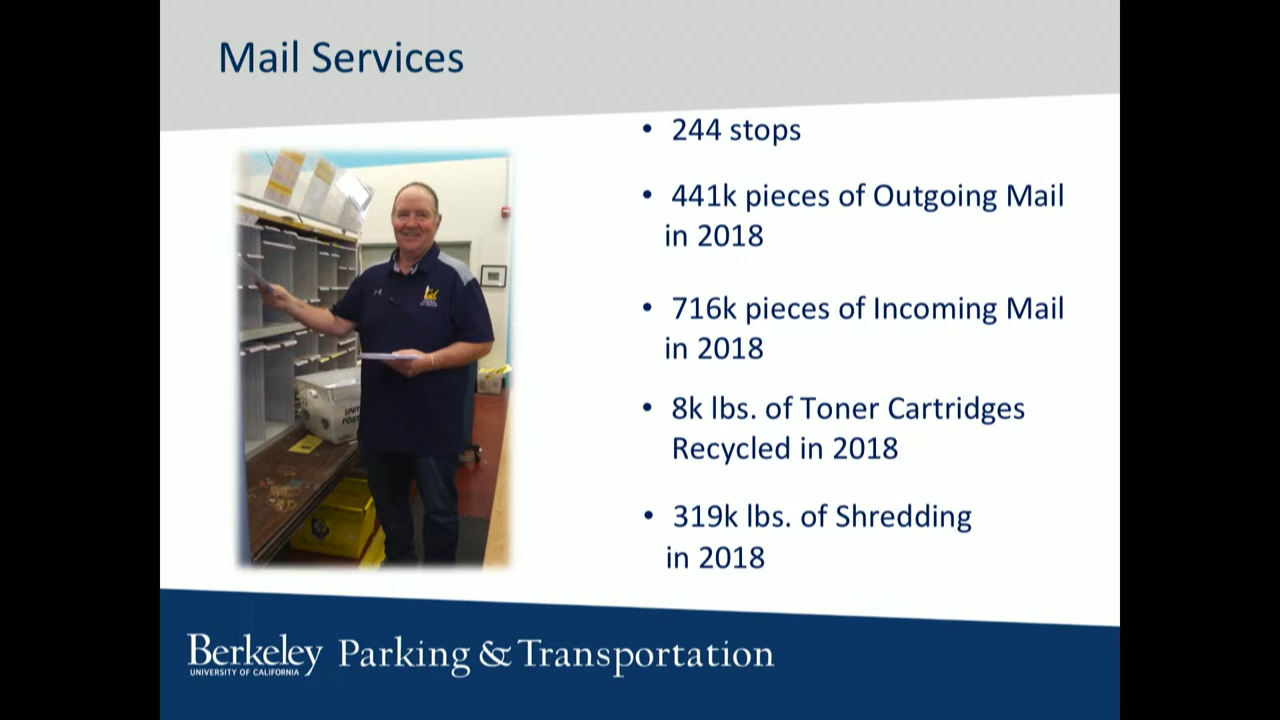 Mail Services
• 244 stops
• 441k pieces of Outgoing Mail
in 2018
• 716k pieces of Incoming Mail
in 2018
• 8k lbs. of Toner Cartridges
Recycled in 2018
• 319k lbs. of Shredding
in 2018
UNIT
POST
Berkeley Parking & Transportation
UNIVERSITY OF CALIFORNIA